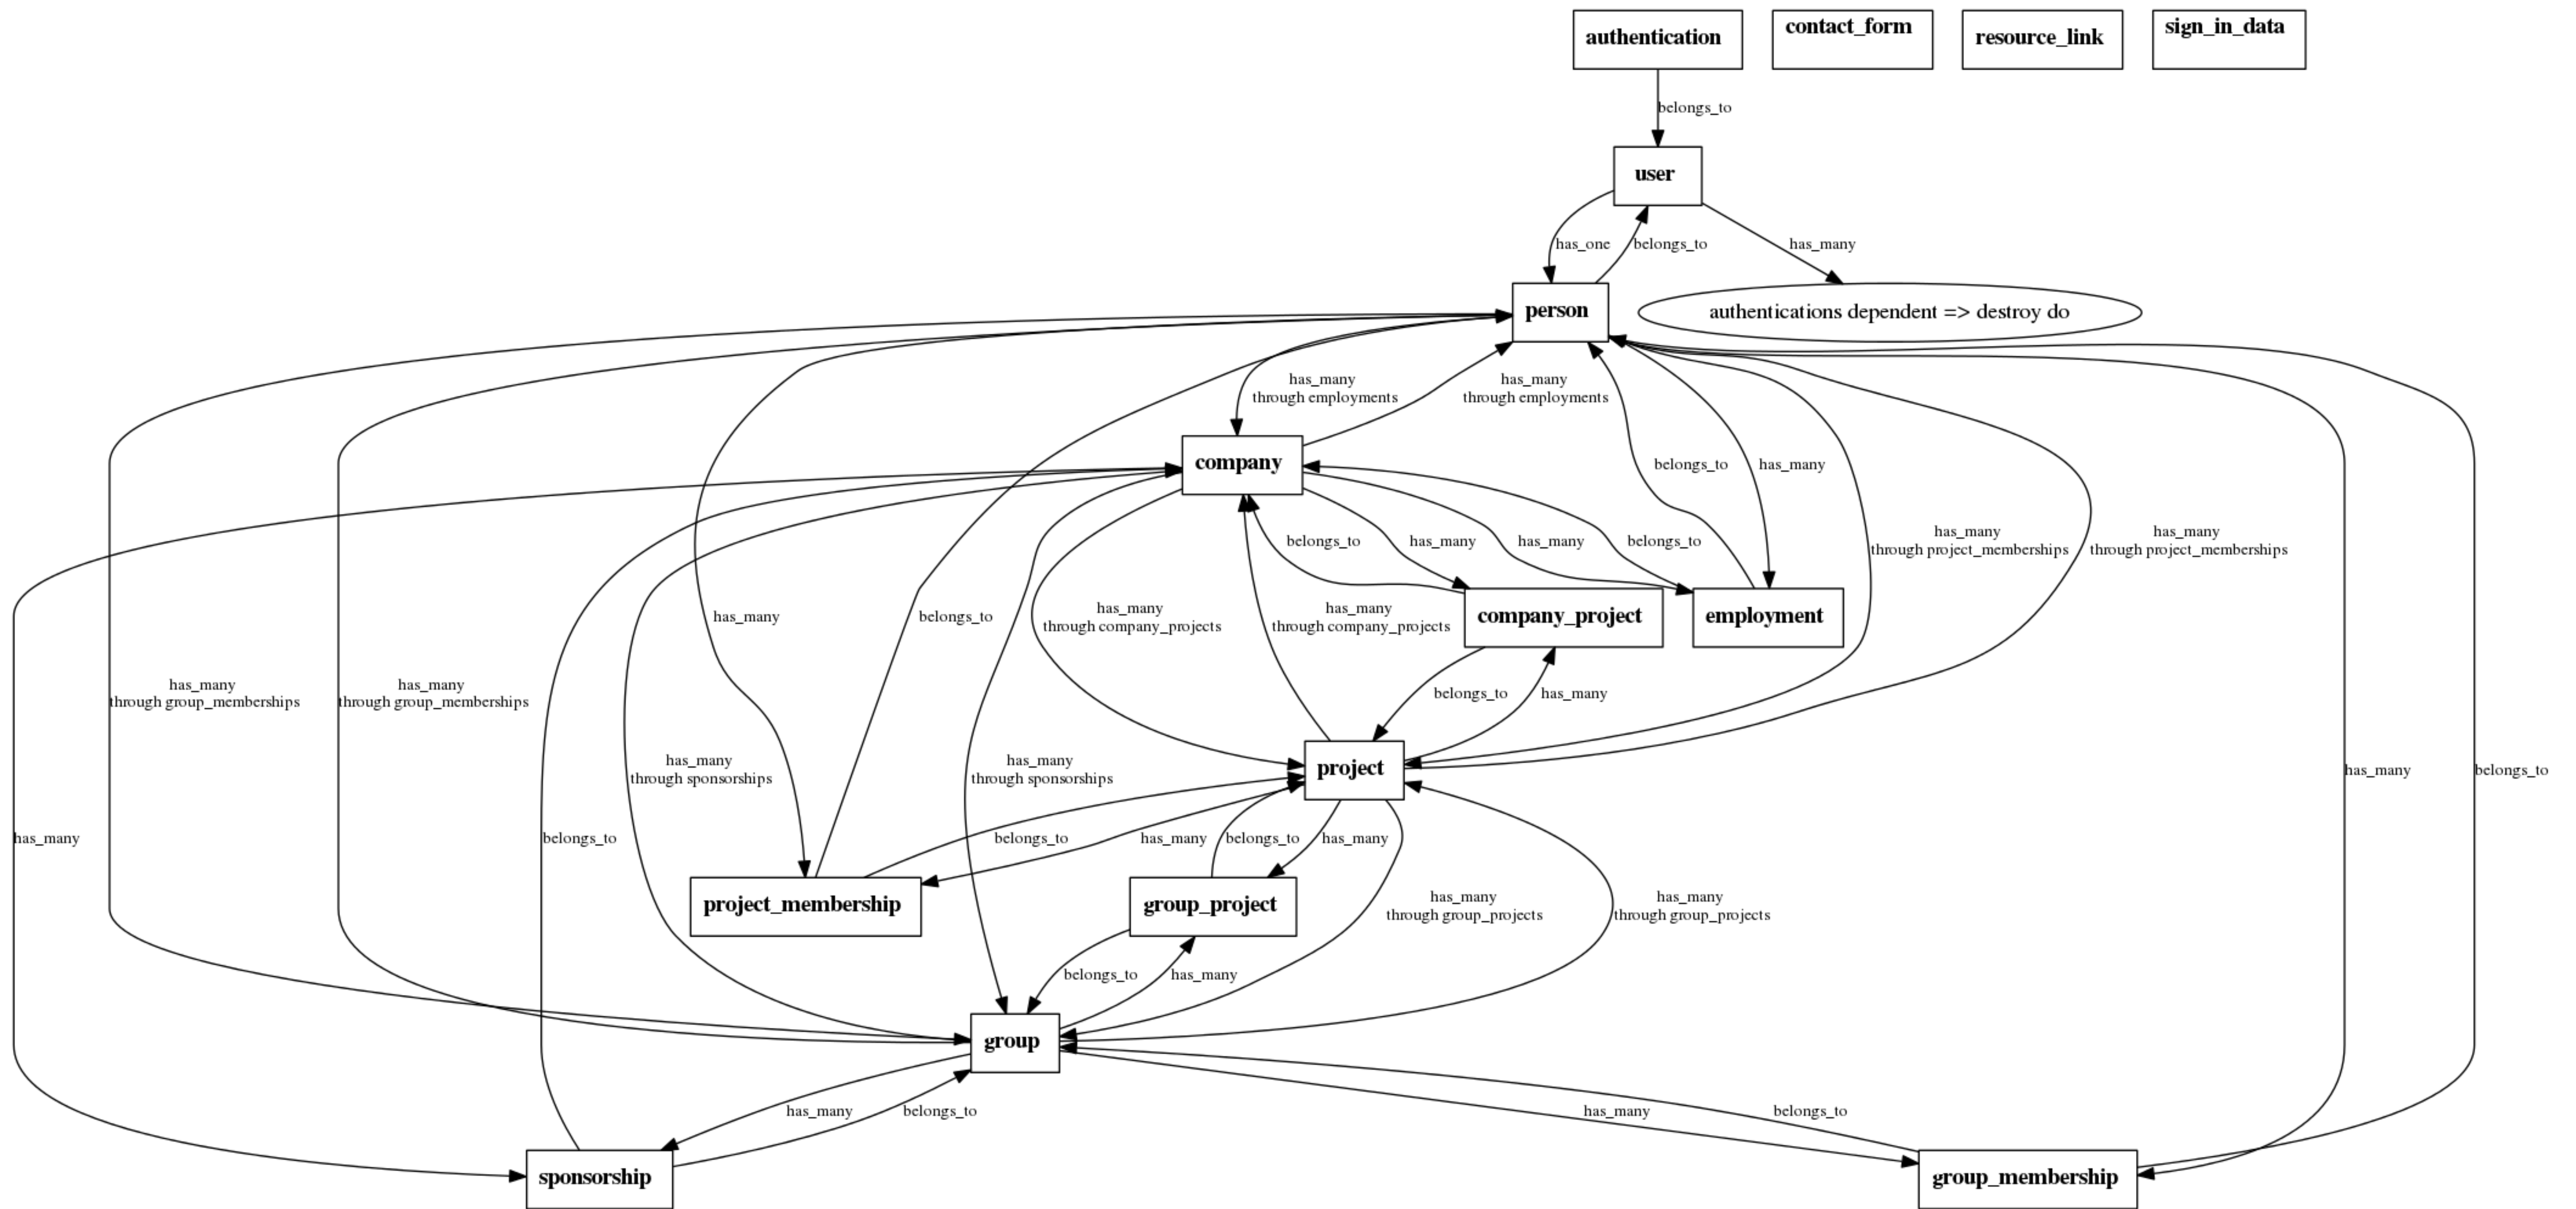 authentication
contact_form
resource_link
sign_in_data
belongs_to
user
has_one
belongs_to
has_many
person
authentications dependent => destroy do
has_many
through employments
has_many
through employments
company
belongs_to
has_many
belongs_to
has_many
has_many
belongs_to
has_many
through project_memberships
has_many
through project_memberships
has_many
belongs_to
has_many
through company_projects
has_many
through company_projects
company_project
employment
has_many
through group_memberships
has_many
through group_memberships
belongs_to
has_many
has_many
through sponsorships
has_many
through sponsorships
project
has_many
belongs_to
has_many
belongs_to
belongs_to
has_many
belongs_to
has_many
project_membership
group_project
has_many
through group_projects
has_many
through group_projects
belongs_to
has_many
group
has_many
belongs_to
has_many
belongs_to
sponsorship
group_membership